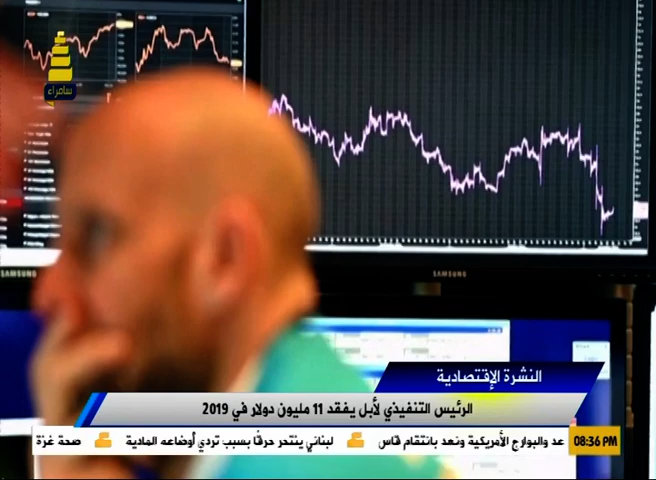 سامراء
SAMSUNG
SAMSUNG
النشرة الإقتصادية
الرئيس التنفيذي لأبل يفقد 11 مليون دولار في 2019
عد والبوارج الأمريكية ونعد بانتقام قاس لبناني ينتحر حرقًا بسبب تردي أوضاعه المادية صحة غزة
08:36 PM